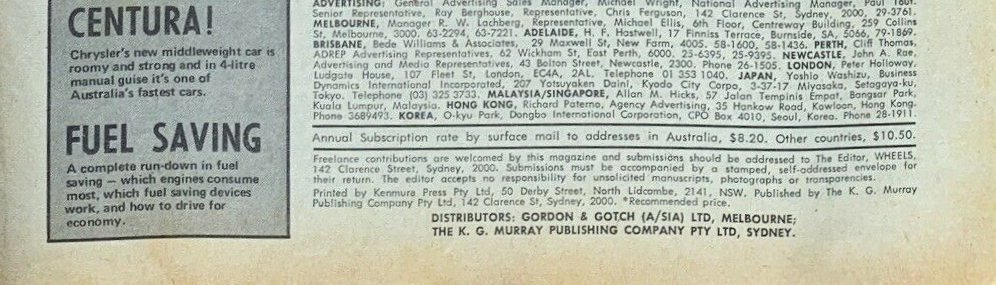 CENTURA!
Chrysler's new middleweight car is
roomy and strong and in 4-litre
manual guise it's one of
Australia's fastest cars.
FUEL SAVING
A complete run-down in fuel
saving — which engines consume
most, which fuel saving devices
work, and how to drive for
economy.
ADVERTISING: General Advertising Sales Manager, Michael Wright, National Advertising Manager, Paul
Senior Representative, Ray Berghouse, Representative, Chris Ferguson, 142 Clarence St, Sydney, 2000, 29-3761.
MELBOURNE, Manager R. W. Lachberg, Representative, Michael Ellis, 6th Floor, Centreway Building, 259 Collins
St, Melbourne, 3000. 63-2294, 63-7221. ADELAIDE, H. F. Hastwell, 17 Finniss Terrace, Burnside, SA, 5066, 79-1869.
BRISBANE, Bede Williams & Associates, 29 Maxwell St, New Farm, 4005. 58-1600, 58-1436. PERTH, Cliff Thomas,
ADREP Advertising Representatives, 62 Wickham St, East Perth, 6000. 25-6395, 25-9395. NEWCASTLE, John A. Rae,
Advertising and Media Representatives, 43 Bolton Street, Newcastle, 2300. Phone 26-1505. LONDON, Peter Holloway,
Ludgate House, 107 Fleet St, London, EC4A, 2AL. Telephone 01 353 1040. JAPAN, Yoshio Washizu, Business
Dynamics International Incorporated, 207 Yotsuyaken Daini, Kyodo City Corpo, 3-37-17 Miyasaka, Setagaya-ku,
Tokyo. Telephone (03) 325 3733. MALAYSIA/SINGAPORE, Allan M. Hicks, 57 Jalan Tempinis Empat, Bangsar Park,
Kuala Lumpur, Malaysia. HONG KONG, Richard Paterno, Agency Advertising, 35 Hankow Road, Kowloon, Hong Kong.
Phone 3689493. KOREA, O-kyu Park, Dongbo International Corporation, CPO Box 4010, Seoul, Korea. Phone 28-1911.
Annual Subscription rate by surface mail to addresses in Australia, $8.20. Other countries, $10.50.
Freelance contributions are welcomed by this magazine and submissions should be addressed to The Editor, WHEELS,
142 Clarence Street, Sydney, 2000. Submissions must be accompanied by a stamped, self-addressed envelope for
their return. The editor accepts no responsibility for unsolicited manuscripts, photographs or transparencies.
Printed by Kenmure Press Pty Ltd, 50 Derby Street, North Lidcombe, 2141, NSW. Published by The K. G. Murray
Publishing Company Pty Ltd, 142 Clarence St, Sydney, 2000. *Recommended price.
DISTRIBUTORS: GORDON & GOTCH (A/SIA) LTD, MELBOURNE;
THE K. G. MURRAY PUBLISHING COMPANY PTY LTD, SYDNEY.